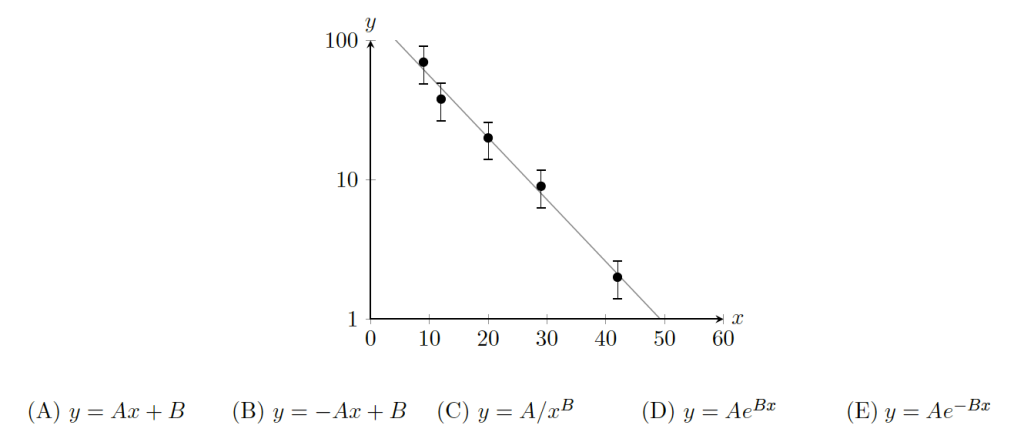 y
100
10
1
0 10 20 30 40 50 60
x
(A) y = Ax + B (B) y = −Ax + B (C) y = A/x^B (D) y = Ae^{Bx} (E) y = Ae^{−Bx}